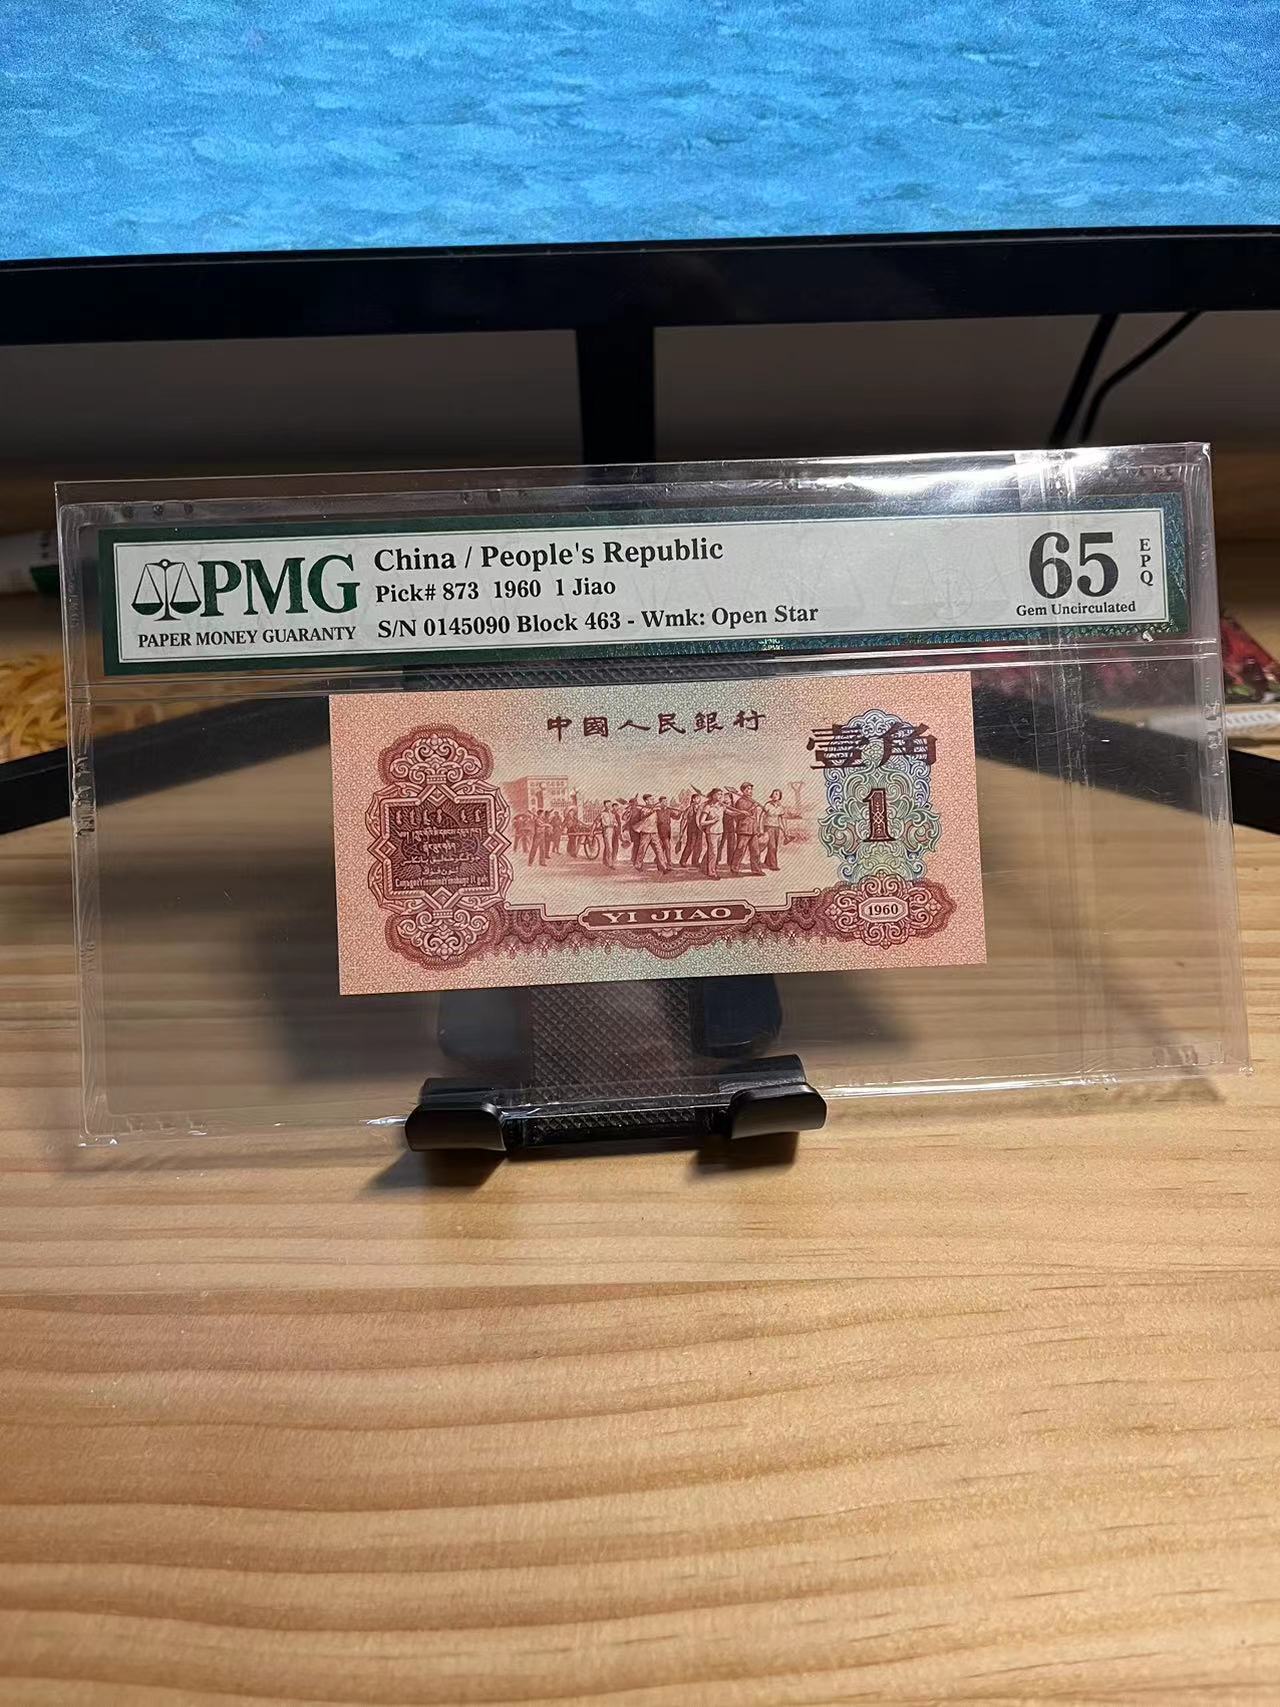 PMG
PAPER MONEY GUARANTY
China / People's Republic
Pick# 873 1960 1 Jiao
S/N 0145090 Block 463 - Wmk: Open Star
65
EPQ
Gem Uncirculated
中國人民銀行
壹角
1
YI JIAO
1960